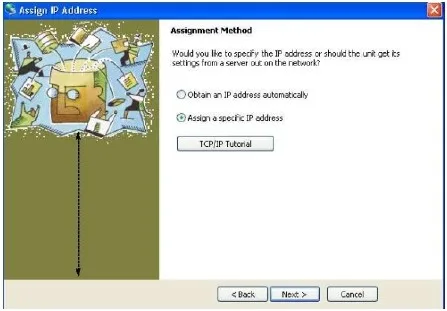 Assign IP Address
Assignment Method
Would you like to specify the IP address or should the unit get its
settings from a server out on the network?
Obtain an IP address automatically
Assign a specific IP address
TCP/IP Tutorial
< Back
Next >
Cancel